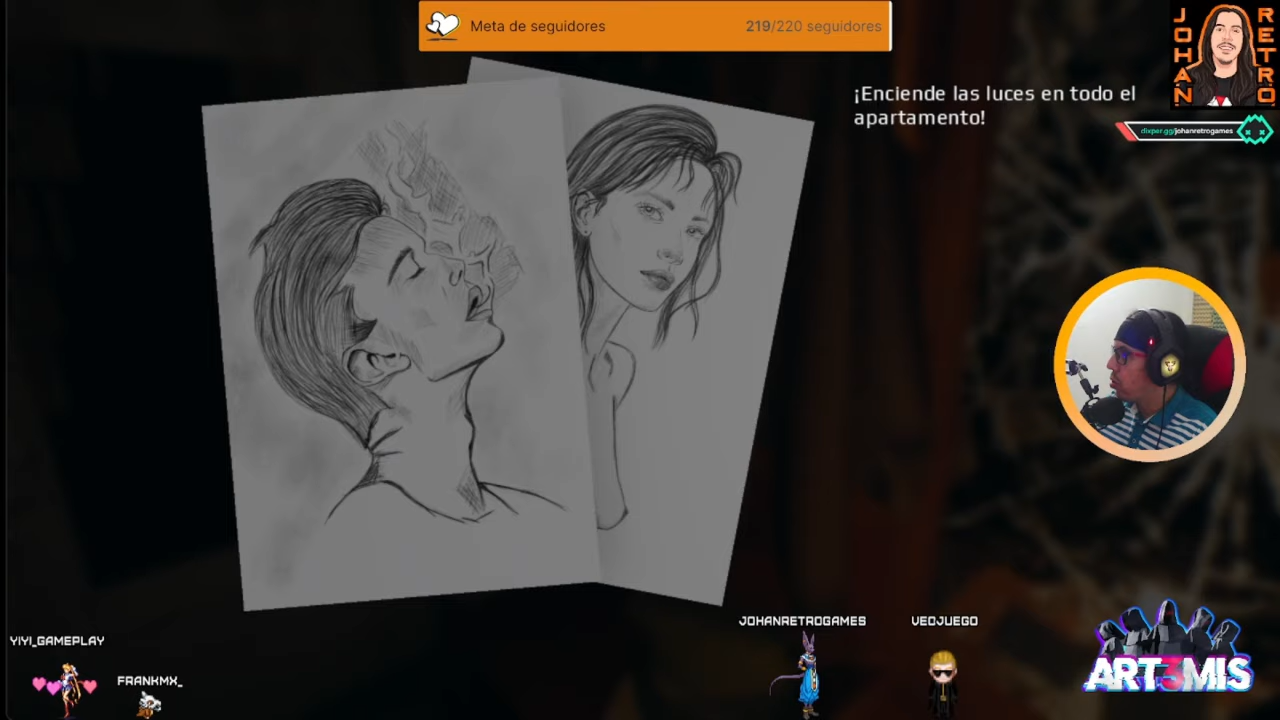 Meta de seguidores
219/220 seguidores
JOHAN
RETRO
¡Enciende las luces en todo el
apartamento!
dixper.gg/johanretrogames
YIYI_GAMEPLAY
FRANKMX_
JOHANRETROGAMES
VEOJUEGO
ART3MIS